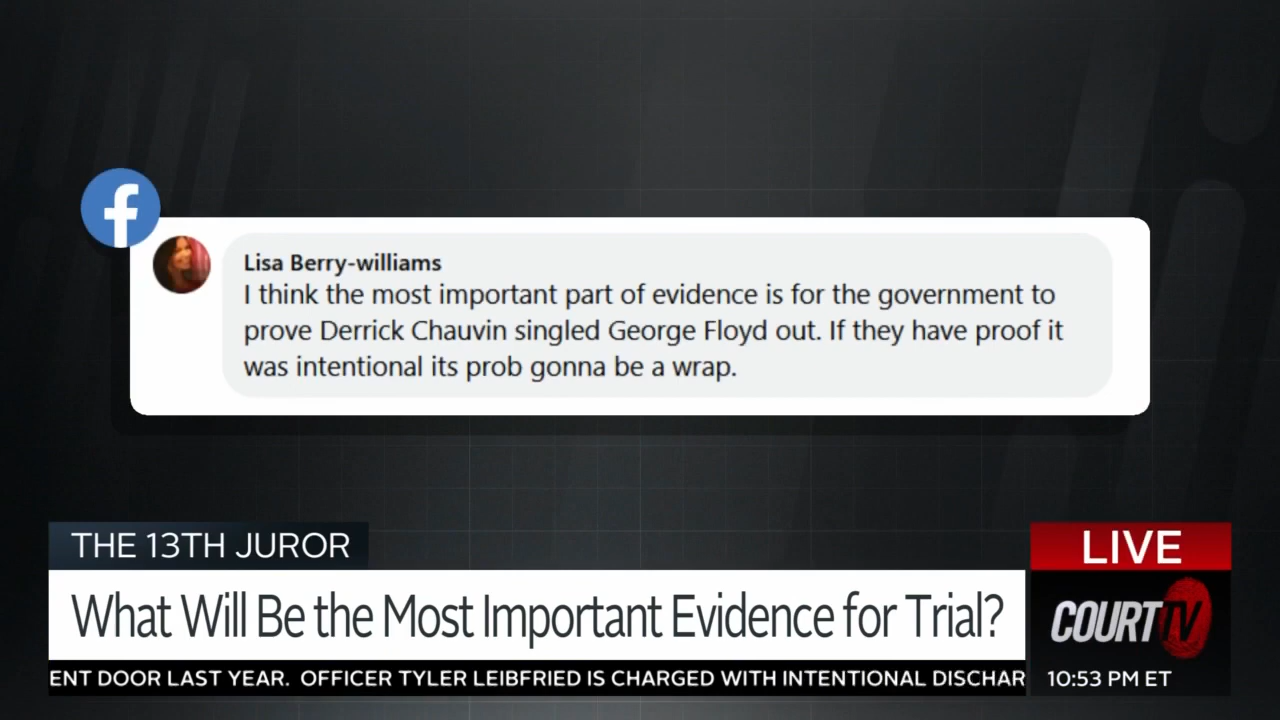 f
Lisa Berry-williams
I think the most important part of evidence is for the government to
prove Derrick Chauvin singled George Floyd out. If they have proof it
was intentional its prob gonna be a wrap.
THE 13TH JUROR
What Will Be the Most Important Evidence for Trial?
ENT DOOR LAST YEAR. OFFICER TYLER LEIBFRIED IS CHARGED WITH INTENTIONAL DISCHAR
LIVE
COURT TV
10:53 PM ET